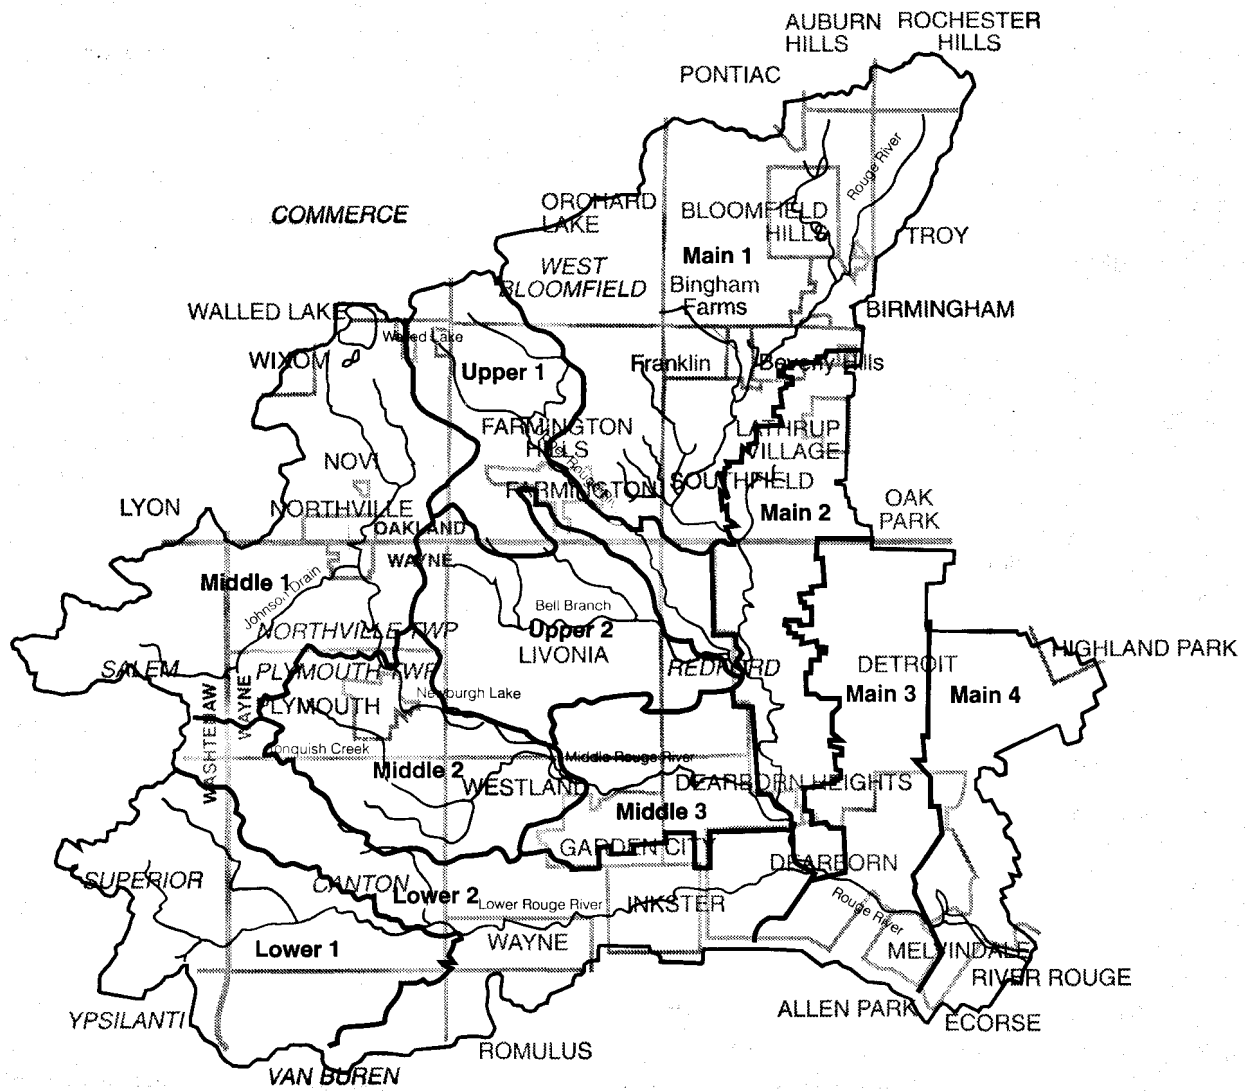 AUBURN
HILLS
ROCHESTER
HILLS
PONTIAC
Rouge River
COMMERCE
ORCHARD
LAKE
BLOOMFIELD
HILLS
TROY
Main 1
WEST
BLOOMFIELD
Bingham
Farms
WALLED LAKE
BIRMINGHAM
Walled Lake
WIXOM
Upper 1
Franklin
Beverly Hills
FARMINGTON
HILLS
LATHRUP
VILLAGE
NOVI
FARMINGTON
SOUTHFIELD
LYON
NORTHVILLE
OAK
PARK
Main 2
OAKLAND
WAYNE
Middle 1
Johnson Drain
Bell Branch
NORTHVILLE TWP
Upper 2
LIVONIA
HIGHLAND PARK
SALEM
PLYMOUTH TWP
REDFORD
DETROIT
Main 3
Main 4
WASHTENAW
WAYNE
PLYMOUTH
Newburgh Lake
Tonquish Creek
Middle Rouge River
Middle 2
WESTLAND
DEARBORN HEIGHTS
Middle 3
GARDEN CITY
DEARBORN
SUPERIOR
CANTON
Lower 2
Lower Rouge River
INKSTER
Rouge River
Lower 1
WAYNE
MELVINDALE
RIVER ROUGE
YPSILANTI
ALLEN PARK
ECORSE
ROMULUS
VAN BUREN